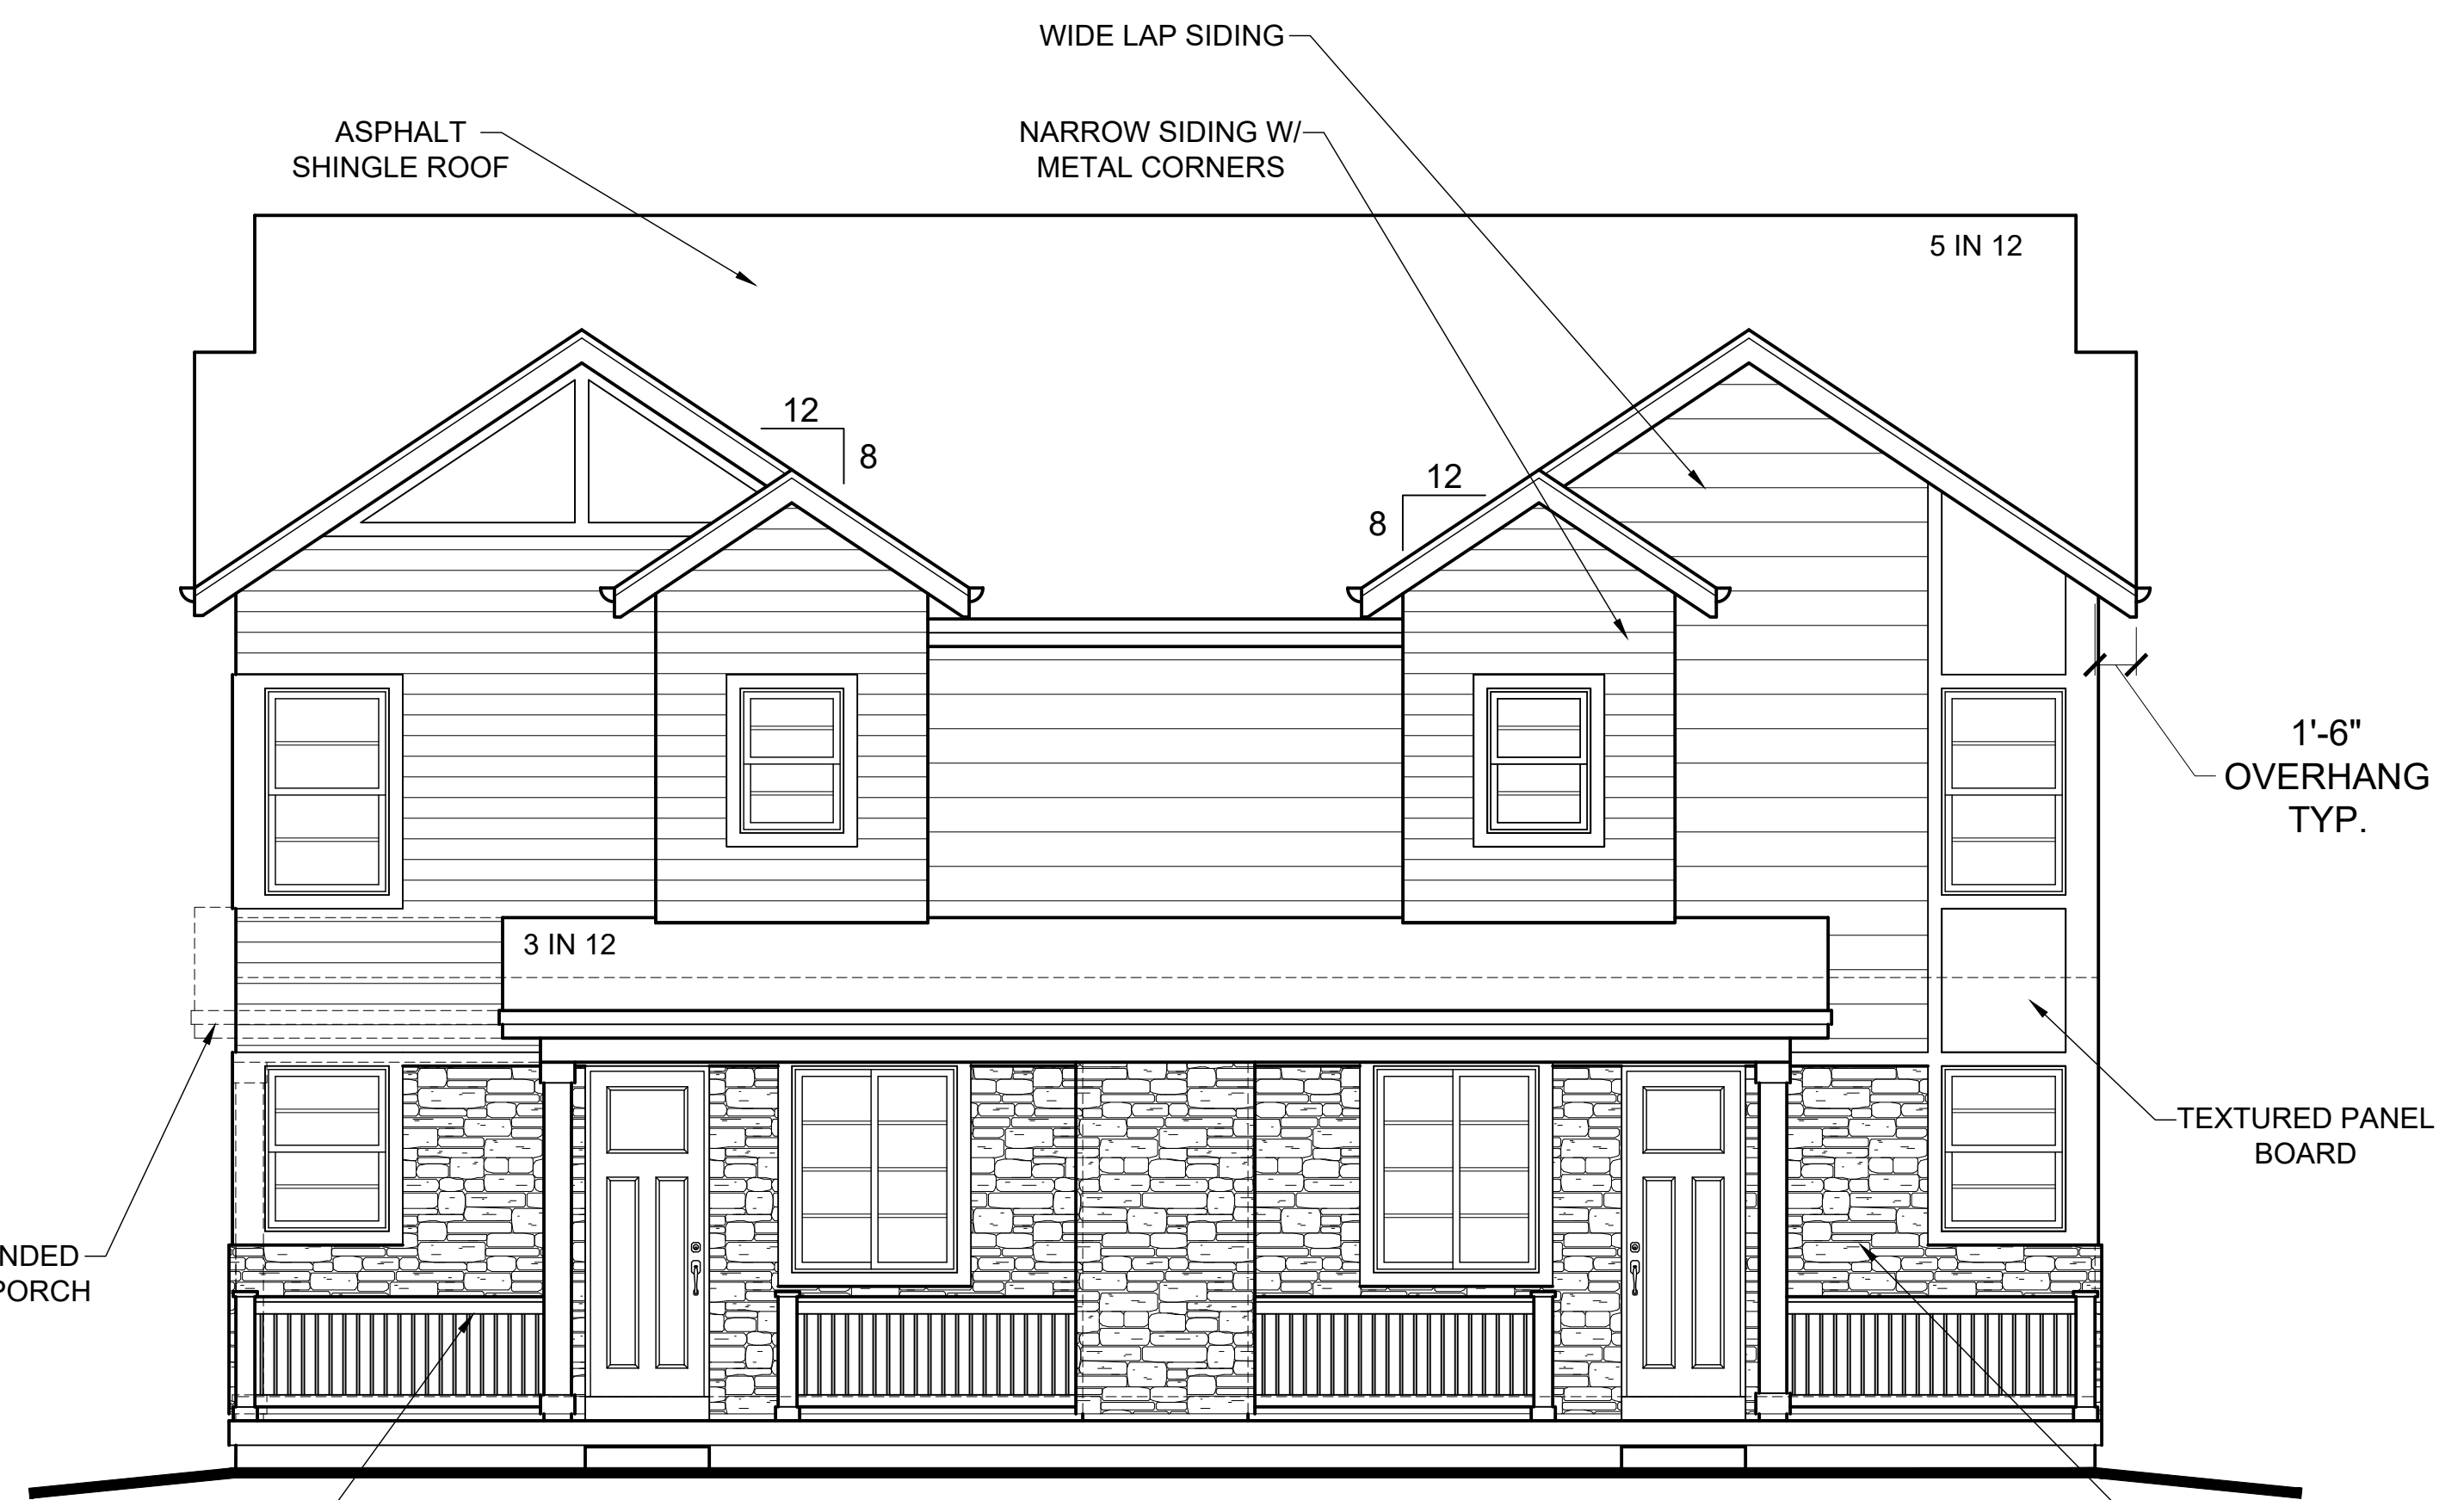 WIDE LAP SIDING
ASPHALT
SHINGLE ROOF
NARROW SIDING W/
METAL CORNERS
5 IN 12
12
8
12
8
1'-6"
OVERHANG
TYP.
3 IN 12
TEXTURED PANEL
BOARD
NDED
PORCH